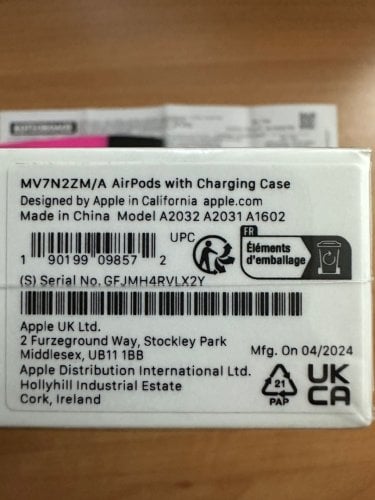 MV7N2ZM/A AirPods with Charging Case
Designed by Apple in California apple.com
Made in China Model A2032 A2031 A1602
UPC
1 90199 09857 2
FR
Éléments
d'emballage
(S) Serial No. GFJMH4RVLX2Y
Apple UK Ltd.
2 Furzeground Way, Stockley Park
Middlesex, UB11 1BB
Mfg. On 04/2024
Apple Distribution International Ltd.
Hollyhill Industrial Estate
Cork, Ireland
21
PAP
UK
CA